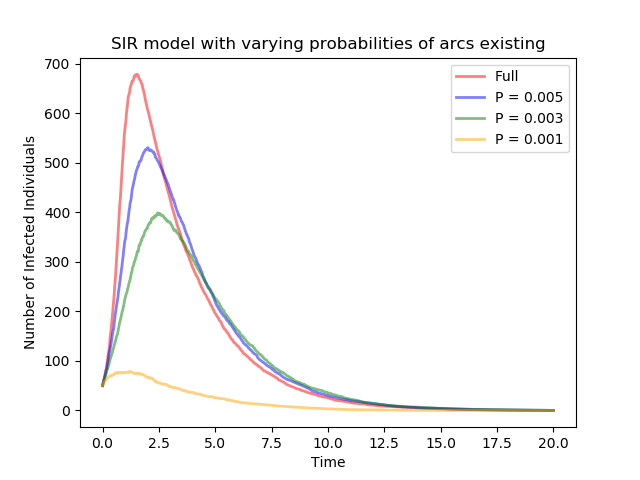 SIR model with varying probabilities of arcs existing
Number of Infected Individuals
700
600
500
400
300
200
100
0
Full
P = 0.005
P = 0.003
P = 0.001
0.0 2.5 5.0 7.5 10.0 12.5 15.0 17.5 20.0
Time